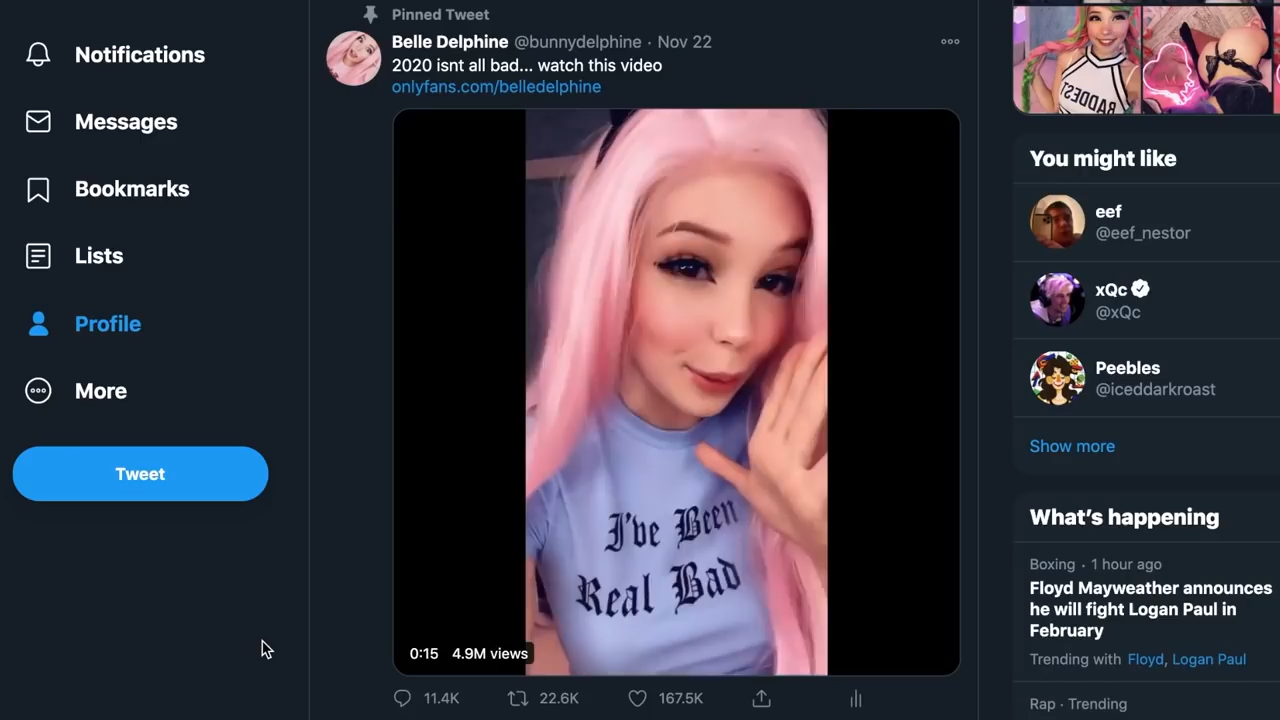 Notifications
Messages
Bookmarks
Lists
Profile
More
Tweet
Pinned Tweet
Belle Delphine @bunnydelphine · Nov 22
2020 isnt all bad... watch this video
onlyfans.com/belledelphine
I've Been
Real Bad
0:15 4.9M views
11.4K 22.6K 167.5K
BADDEST
You might like
eef
@eef_nestor
xQc
@xQc
Peebles
@iceddarkroast
Show more
What's happening
Boxing · 1 hour ago
Floyd Mayweather announces
he will fight Logan Paul in
February
Trending with Floyd, Logan Paul
Rap · Trending